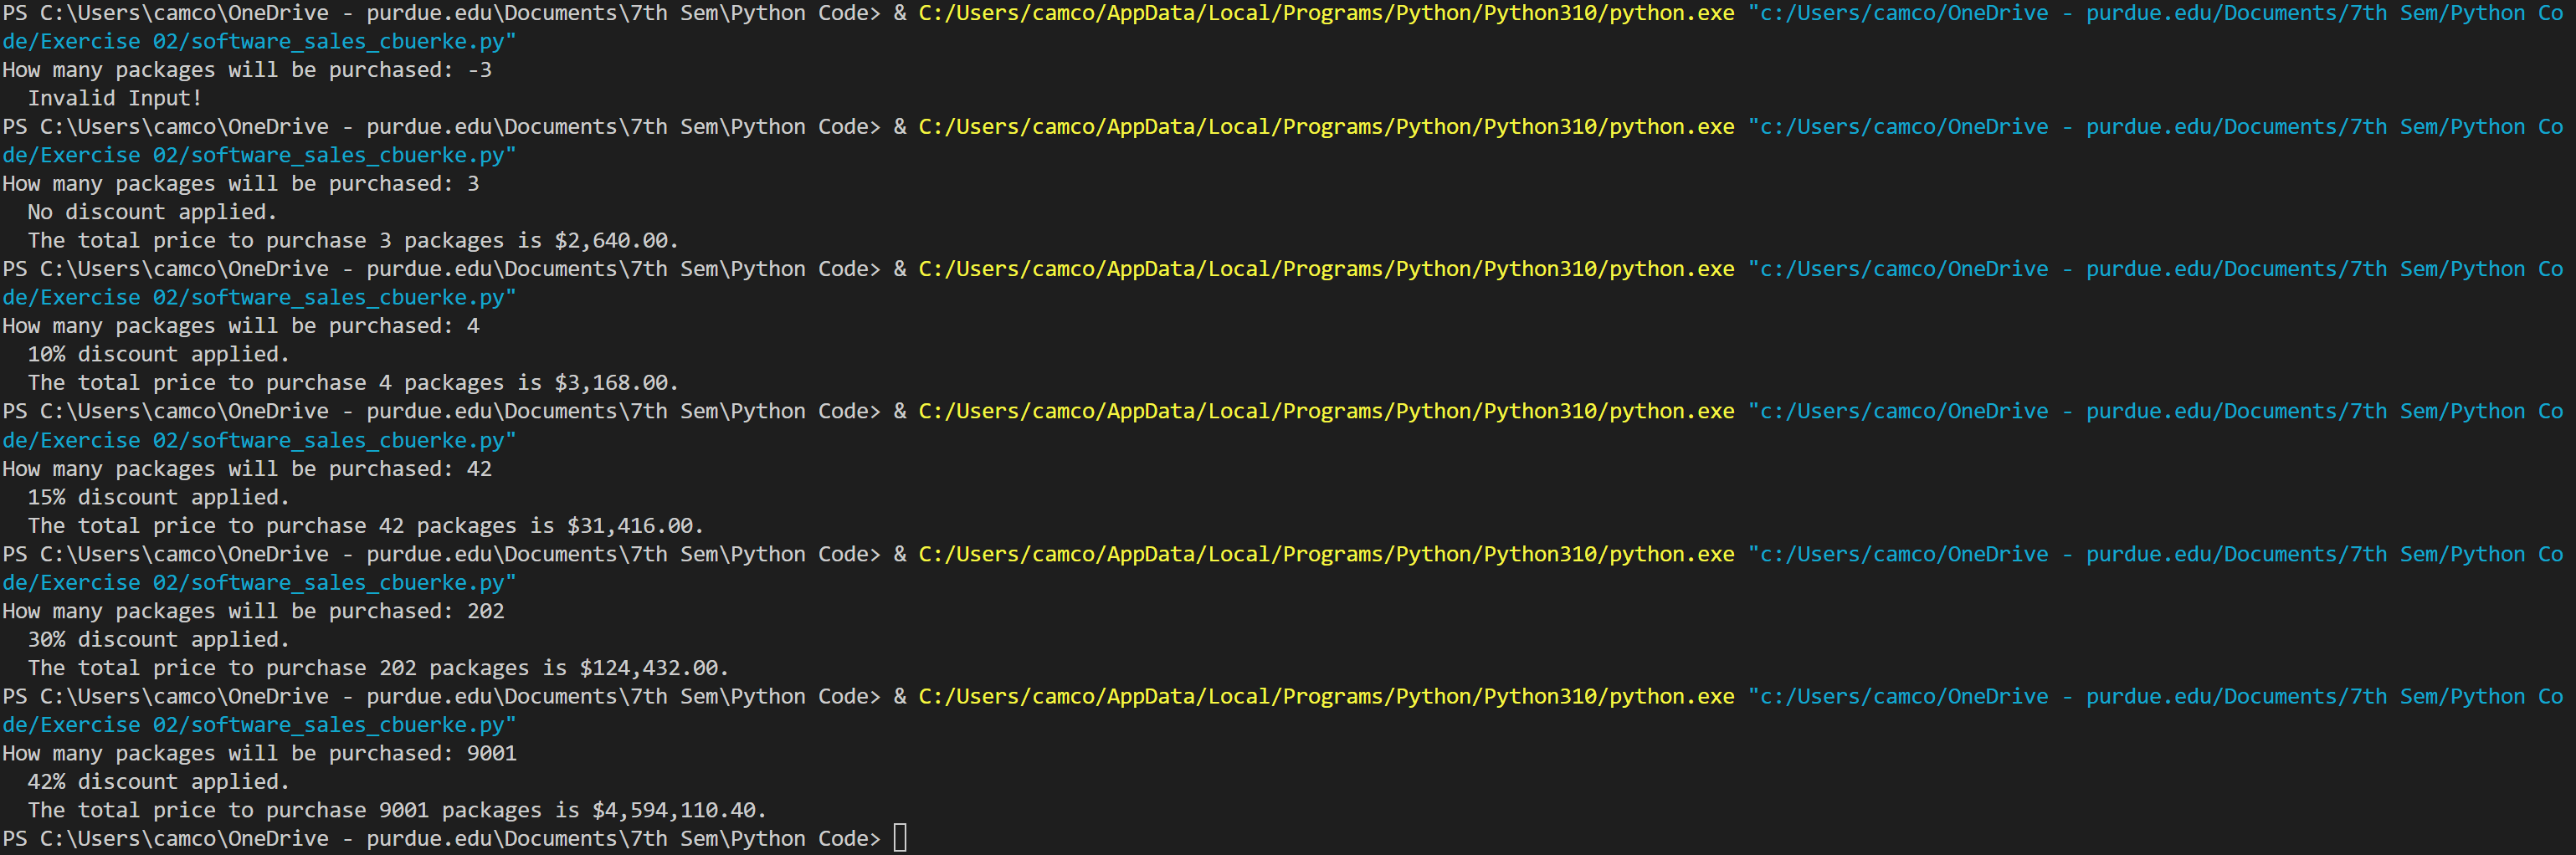 PS C:\Users\camco\OneDrive - purdue.edu\Documents\7th Sem\Python Code> & C:/Users/camco/AppData/Local/Programs/Python/Python310/python.exe "c:/Users/camco/OneDrive - purdue.edu/Documents/7th Sem/Python Co
de/Exercise 02/software_sales_cbuerke.py"
How many packages will be purchased: -3
  Invalid Input!
PS C:\Users\camco\OneDrive - purdue.edu\Documents\7th Sem\Python Code> & C:/Users/camco/AppData/Local/Programs/Python/Python310/python.exe "c:/Users/camco/OneDrive - purdue.edu/Documents/7th Sem/Python Co
de/Exercise 02/software_sales_cbuerke.py"
How many packages will be purchased: 3
  No discount applied.
  The total price to purchase 3 packages is $2,640.00.
PS C:\Users\camco\OneDrive - purdue.edu\Documents\7th Sem\Python Code> & C:/Users/camco/AppData/Local/Programs/Python/Python310/python.exe "c:/Users/camco/OneDrive - purdue.edu/Documents/7th Sem/Python Co
de/Exercise 02/software_sales_cbuerke.py"
How many packages will be purchased: 4
  10% discount applied.
  The total price to purchase 4 packages is $3,168.00.
PS C:\Users\camco\OneDrive - purdue.edu\Documents\7th Sem\Python Code> & C:/Users/camco/AppData/Local/Programs/Python/Python310/python.exe "c:/Users/camco/OneDrive - purdue.edu/Documents/7th Sem/Python Co
de/Exercise 02/software_sales_cbuerke.py"
How many packages will be purchased: 42
  15% discount applied.
  The total price to purchase 42 packages is $31,416.00.
PS C:\Users\camco\OneDrive - purdue.edu\Documents\7th Sem\Python Code> & C:/Users/camco/AppData/Local/Programs/Python/Python310/python.exe "c:/Users/camco/OneDrive - purdue.edu/Documents/7th Sem/Python Co
de/Exercise 02/software_sales_cbuerke.py"
How many packages will be purchased: 202
  30% discount applied.
  The total price to purchase 202 packages is $124,432.00.
PS C:\Users\camco\OneDrive - purdue.edu\Documents\7th Sem\Python Code> & C:/Users/camco/AppData/Local/Programs/Python/Python310/python.exe "c:/Users/camco/OneDrive - purdue.edu/Documents/7th Sem/Python Co
de/Exercise 02/software_sales_cbuerke.py"
How many packages will be purchased: 9001
  42% discount applied.
  The total price to purchase 9001 packages is $4,594,110.40.
PS C:\Users\camco\OneDrive - purdue.edu\Documents\7th Sem\Python Code>